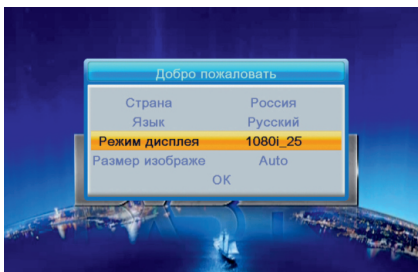 Добро пожаловать
Страна Россия
Язык Русский
Режим дисплея 1080i_25
Размер изображе Auto
OK